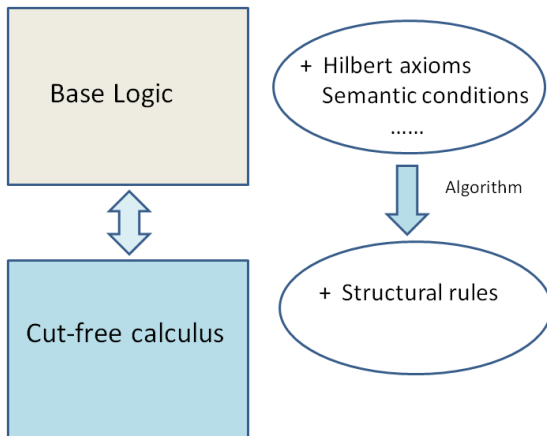 Base Logic
+ Hilbert axioms
Semantic conditions
......
Algorithm
Cut-free calculus
+ Structural rules